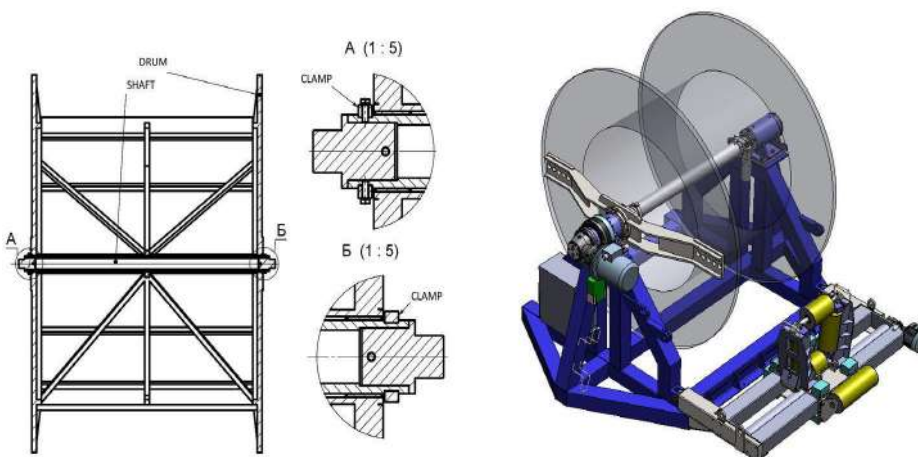 DRUM
SHAFT
А
Б
А (1 : 5)
CLAMP
Б (1 : 5)
CLAMP